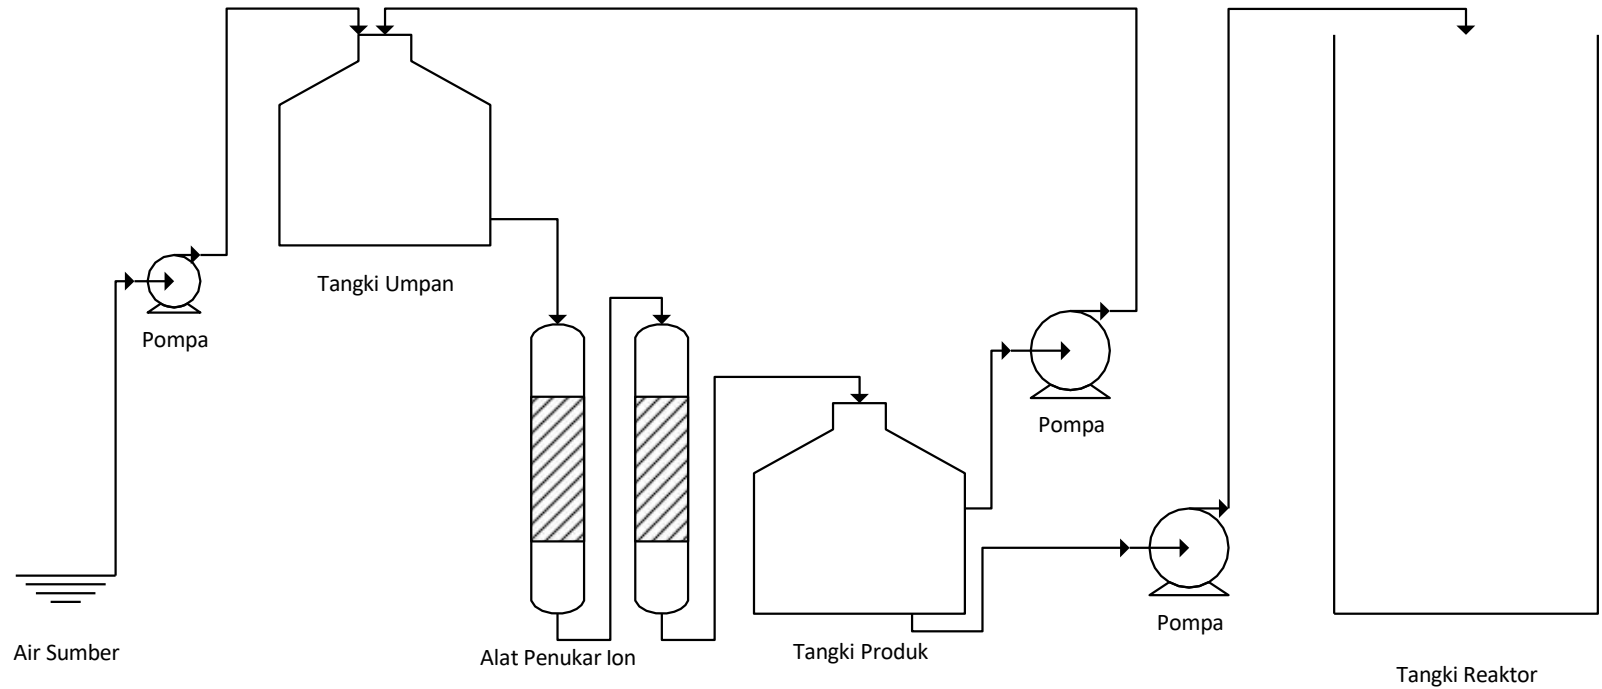 Tangki Umpan
Pompa
Pompa
Pompa
Air Sumber
Alat Penukar Ion
Tangki Produk
Tangki Reaktor